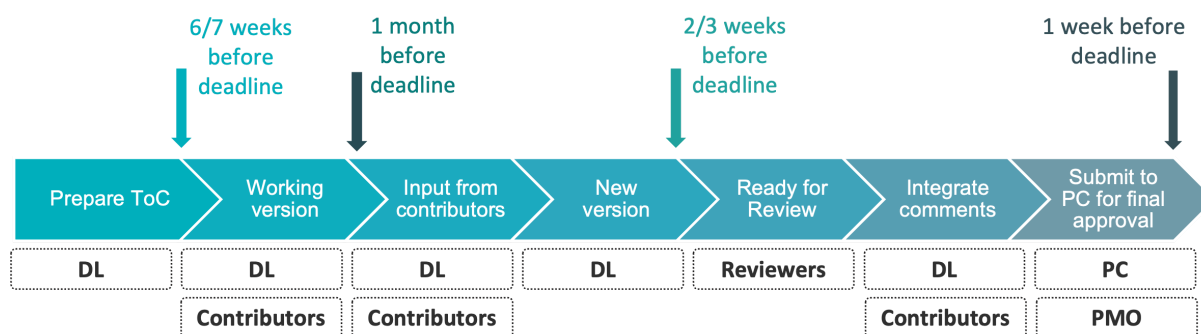 6/7 weeks
before
deadline
1 month
before
deadline
2/3 weeks
before
deadline
1 week before
deadline
Prepare ToC
Working
version
Input from
contributors
New
version
Ready for
Review
Integrate
comments
Submit to
PC for final
approval
DL
DL
DL
DL
Reviewers
DL
PC
Contributors
Contributors
Contributors
PMO